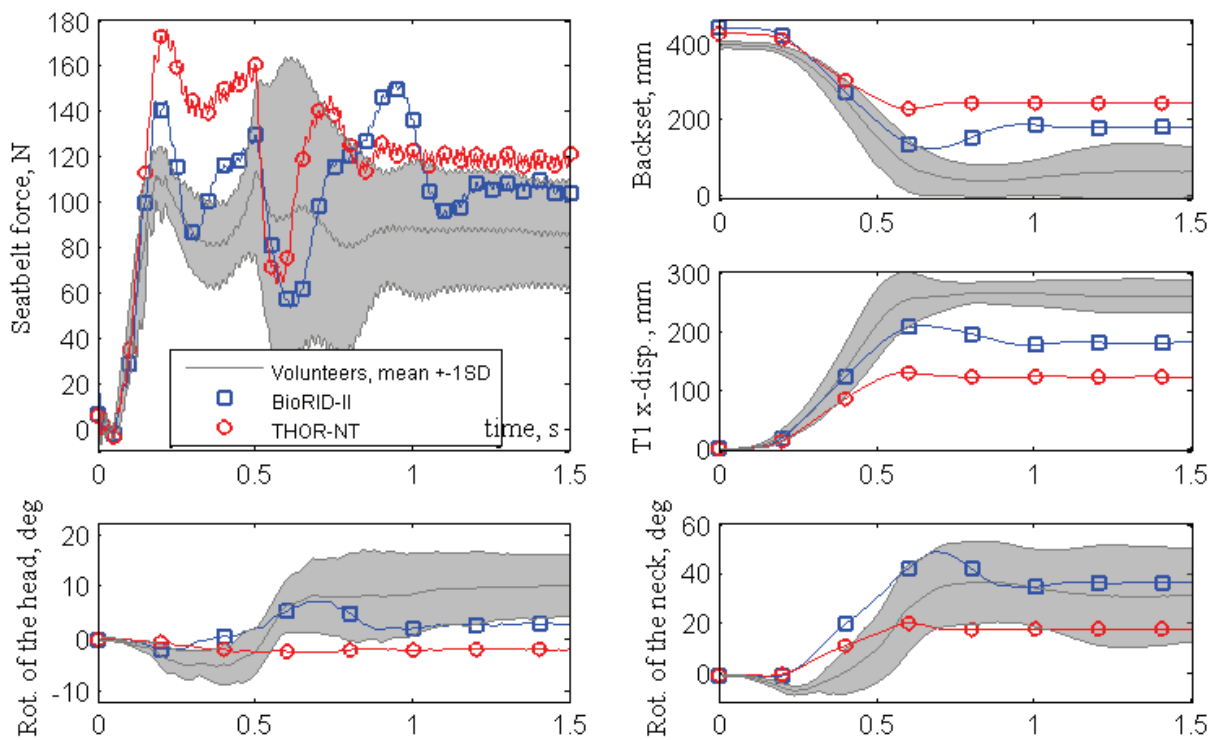 Seatbelt force, N
180
160
140
120
100
80
60
40
20
0
Volunteers, mean +-1SD
BioRID-II
THOR-NT
time, s
0 0.5 1 1.5
Backset, mm
400
200
0
0 0.5 1 1.5
T1 x-disp., mm
300
200
100
0
0 0.5 1 1.5
Rot. of the head, deg
20
10
0
-10
0 0.5 1 1.5
Rot. of the neck, deg
60
40
20
0
0 0.5 1 1.5